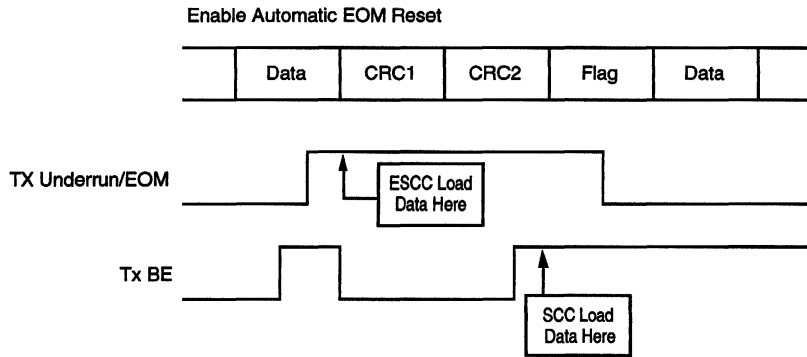 Enable Automatic EOM Reset
Data CRC1 CRC2 Flag Data
TX Underrun/EOM
ESCC Load
Data Here
Tx BE
SCC Load
Data Here